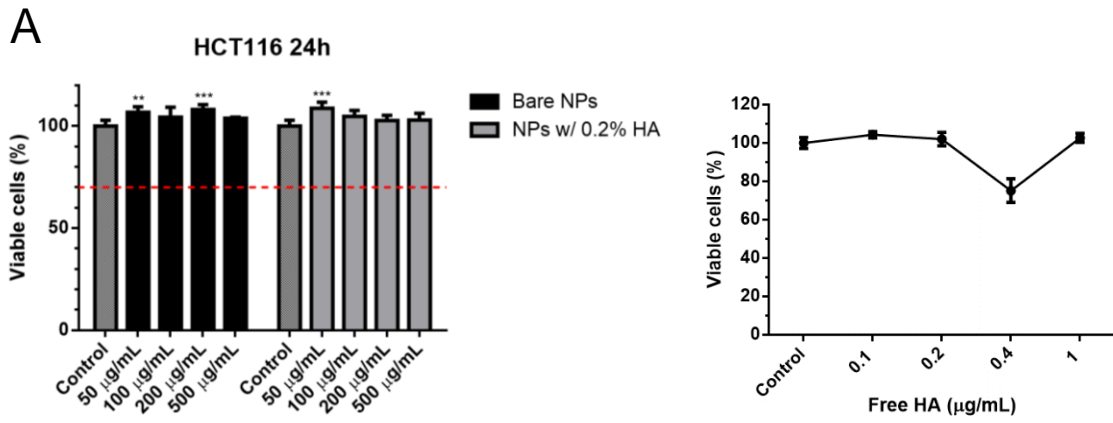 A
HCT116 24h
Viable cells (%)
100
50
0
**
***
***
Control
50 μg/mL
100 μg/mL
200 μg/mL
500 μg/mL
Control
50 μg/mL
100 μg/mL
200 μg/mL
500 μg/mL
Bare NPs
NPs w/ 0.2% HA
Viable cells (%)
120
100
80
60
40
20
0
Control
0.1
0.2
0.4
1
Free HA (μg/mL)